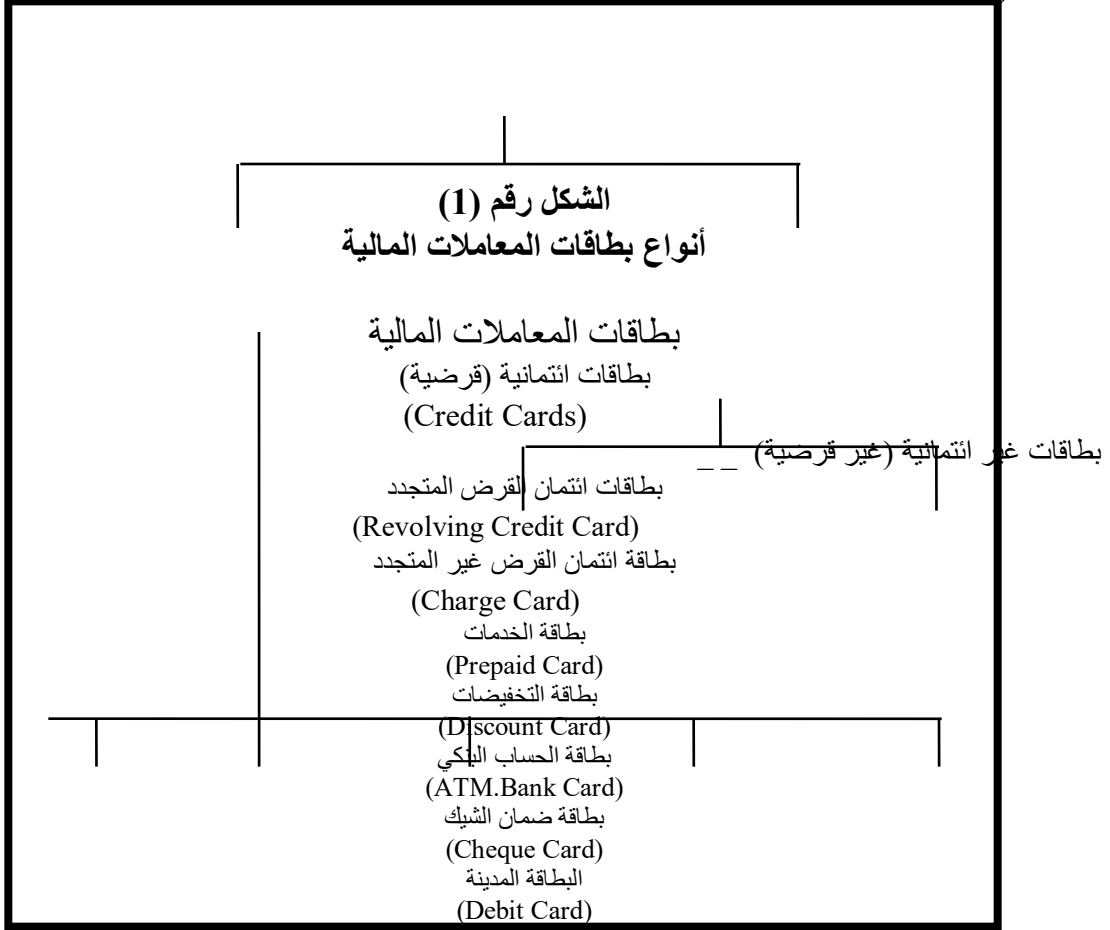 الشكل رقم (1)
أنواع بطاقات المعاملات المالية
بطاقات المعاملات المالية
بطاقات ائتمانية (قرضية)
(Credit Cards)
بطاقات غير ائتمانية (غير قرضية) _ _
بطاقات ائتمان القرض المتجدد
(Revolving Credit Card)
بطاقة ائتمان القرض غير المتجدد
(Charge Card)
بطاقة الخدمات
(Prepaid Card)
بطاقة التخفيضات
(Discount Card)
بطاقة الحساب البنكي
(ATM.Bank Card)
بطاقة ضمان الشيك
(Cheque Card)
البطاقة المدينة
(Debit Card)